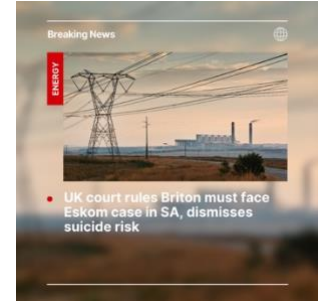 Breaking News
ENERGY
UK court rules Briton must face
Eskom case in SA, dismisses
suicide risk